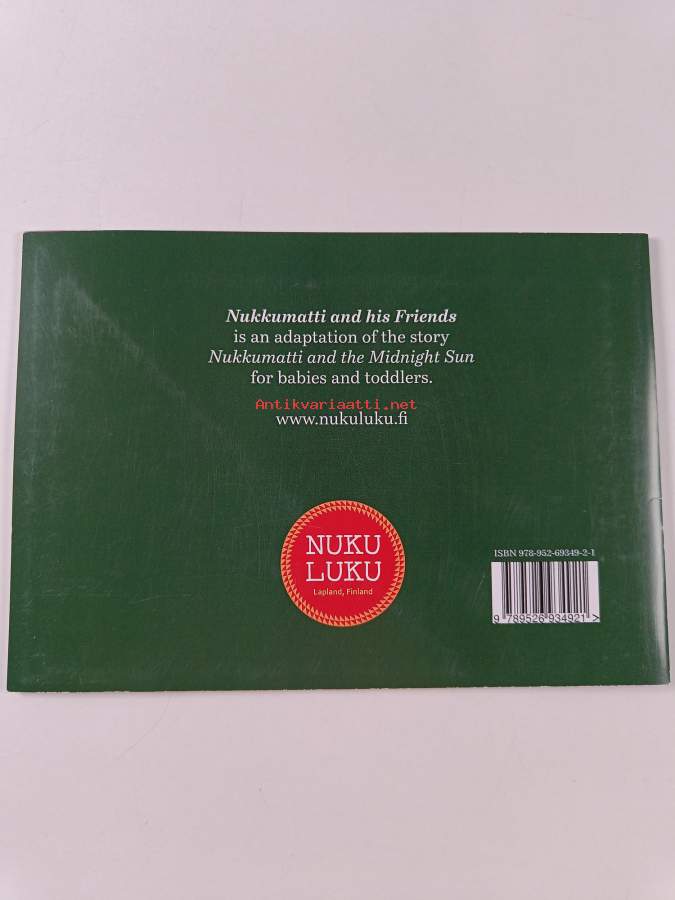 Nukkumatti and his Friends
is an adaptation of the story
Nukkumatti and the Midnight Sun
for babies and toddlers.
Antikvariaatti.net
www.nukuluku.fi
NUKU
LUKU
Lapland, Finland
ISBN 978-952-69349-2-1
9 789526 934921 >